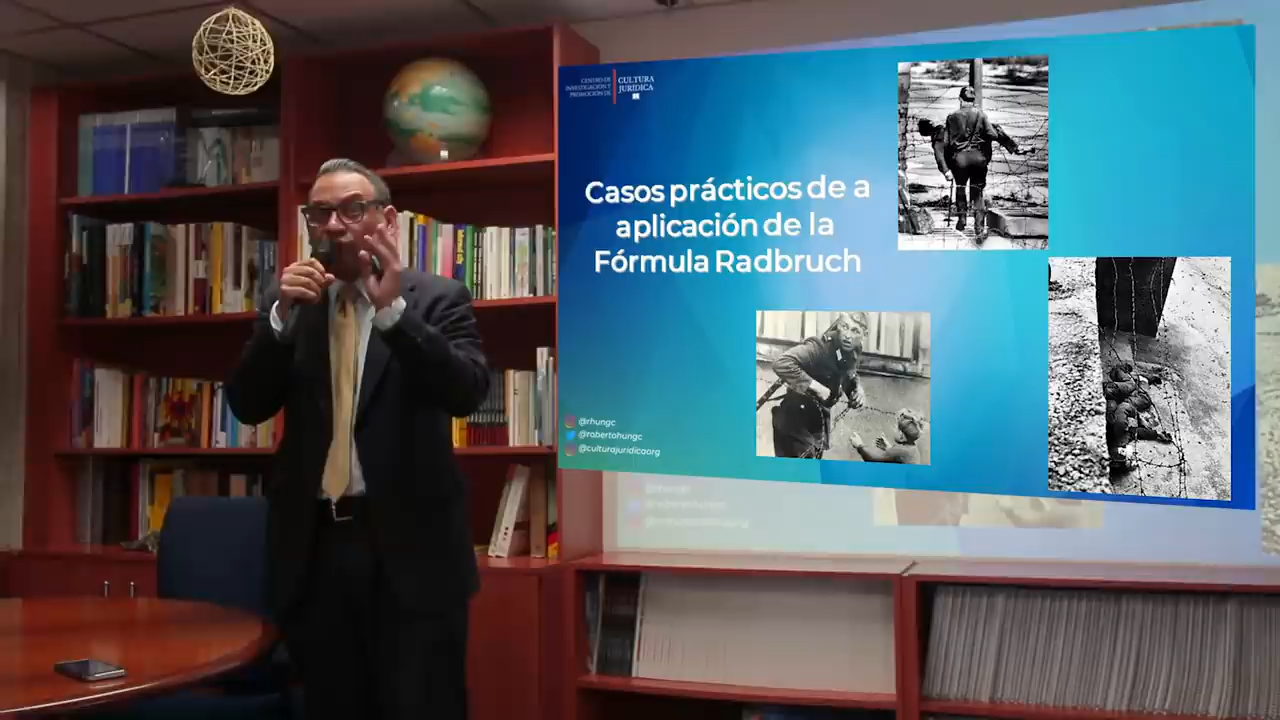 CENTRO DE
INVESTIGACIÓN Y
PROMOCIÓN DE
CULTURA
JURÍDICA
Casos prácticos de a
aplicación de la
Fórmula Radbruch
@rhungc
@robertohungc
@culturajuridicaorg